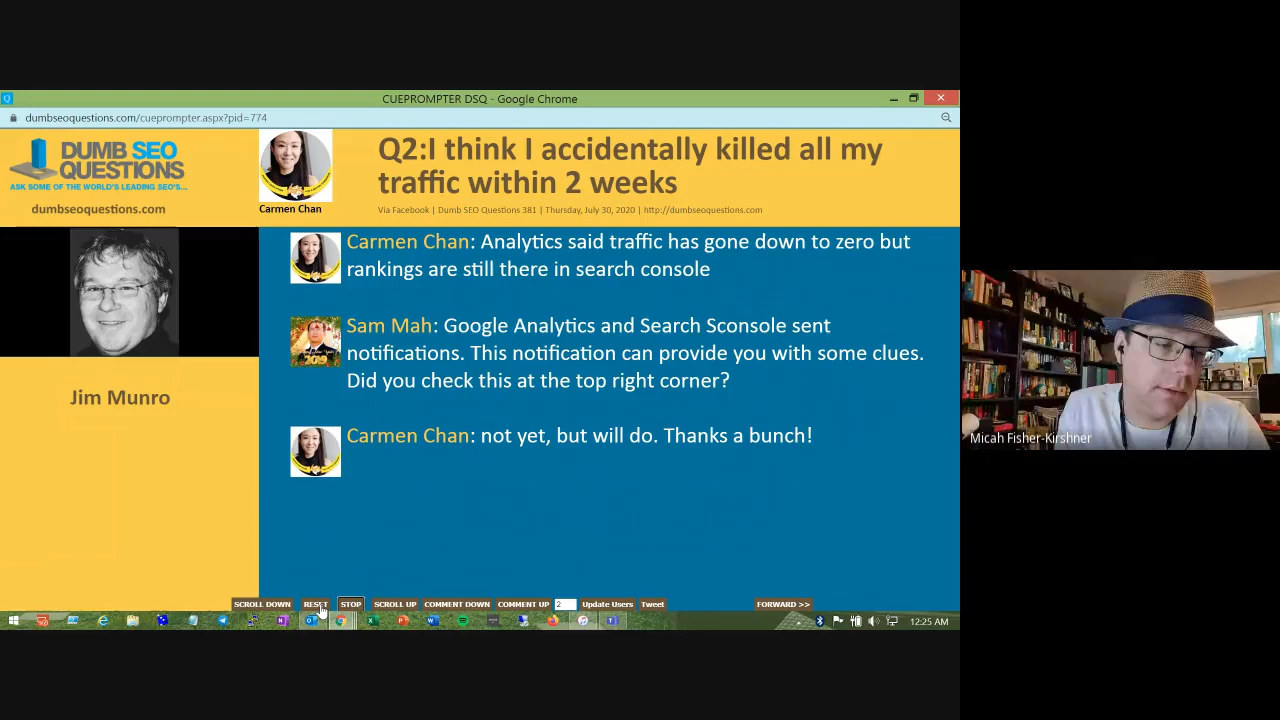 CUEPROMPTER DSQ - Google Chrome
dumbseoquestions.com/cueprompter.aspx?pid=774
DUMB SEO
QUESTIONS
ASK SOME OF THE WORLD'S LEADING SEO'S...
dumbseoquestions.com
Carmen Chan
Q2:I think I accidentally killed all my
traffic within 2 weeks
Via Facebook | Dumb SEO Questions 381 | Thursday, July 30, 2020 | http://dumbseoquestions.com
Jim Munro
Carmen Chan: Analytics said traffic has gone down to zero but
rankings are still there in search console
Sam Mah: Google Analytics and Search Sconsole sent
notifications. This notification can provide you with some clues.
Did you check this at the top right corner?
2019
Carmen Chan: not yet, but will do. Thanks a bunch!
Micah Fisher-Kirshner
SCROLL DOWN RESET STOP SCROLL UP COMMENT DOWN COMMENT UP 2 Update Users Tweet FORWARD >>
12:25 AM